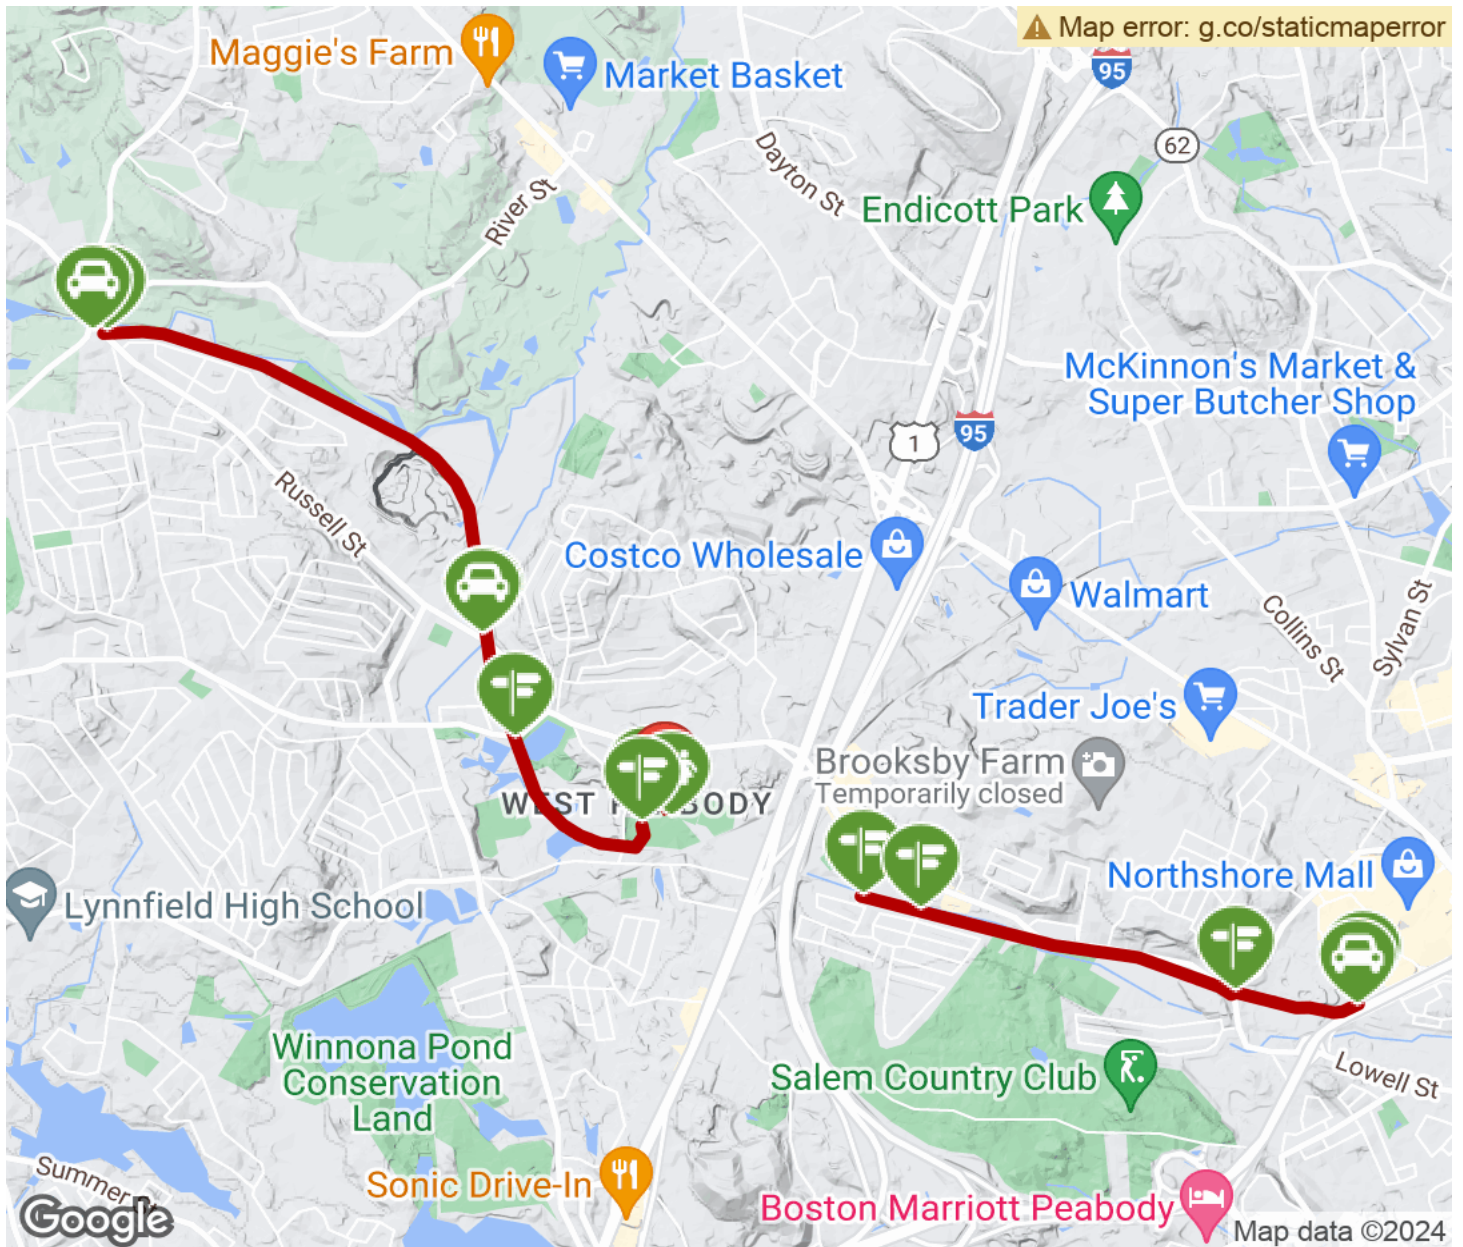 Map error: g.co/staticmaperror
Maggie's Farm
Market Basket
95
62
Dayton St
River St
Endicott Park
McKinnon's Market &
Super Butcher Shop
1
95
Russell St
Costco Wholesale
Walmart
Collins St
Sylvan St
Trader Joe's
Brooksby Farm
Temporarily closed
WEST P BODY
Northshore Mall
Lynnfield High School
Winnona Pond
Conservation
Land
Salem Country Club
Lowell St
Summer
Sonic Drive-In
Boston Marriott Peabody
Google
Map data ©2024